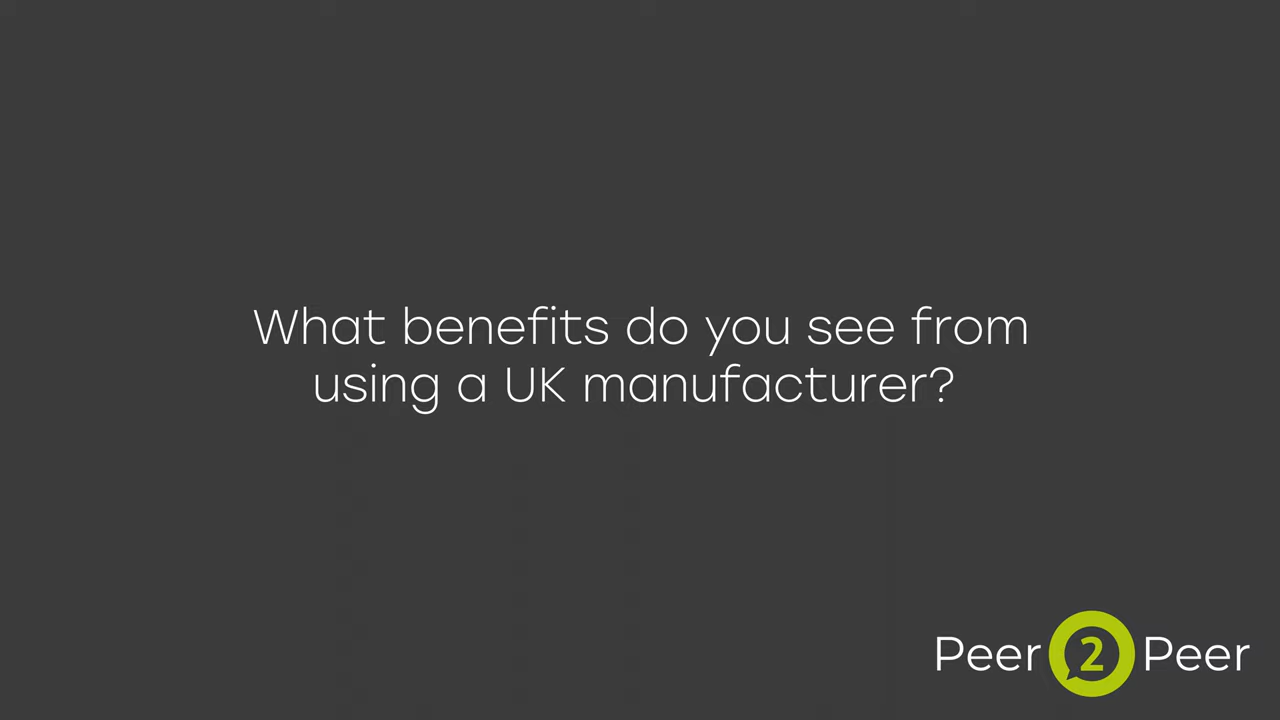 What benefits do you see from
using a UK manufacturer?
Peer 2 Peer